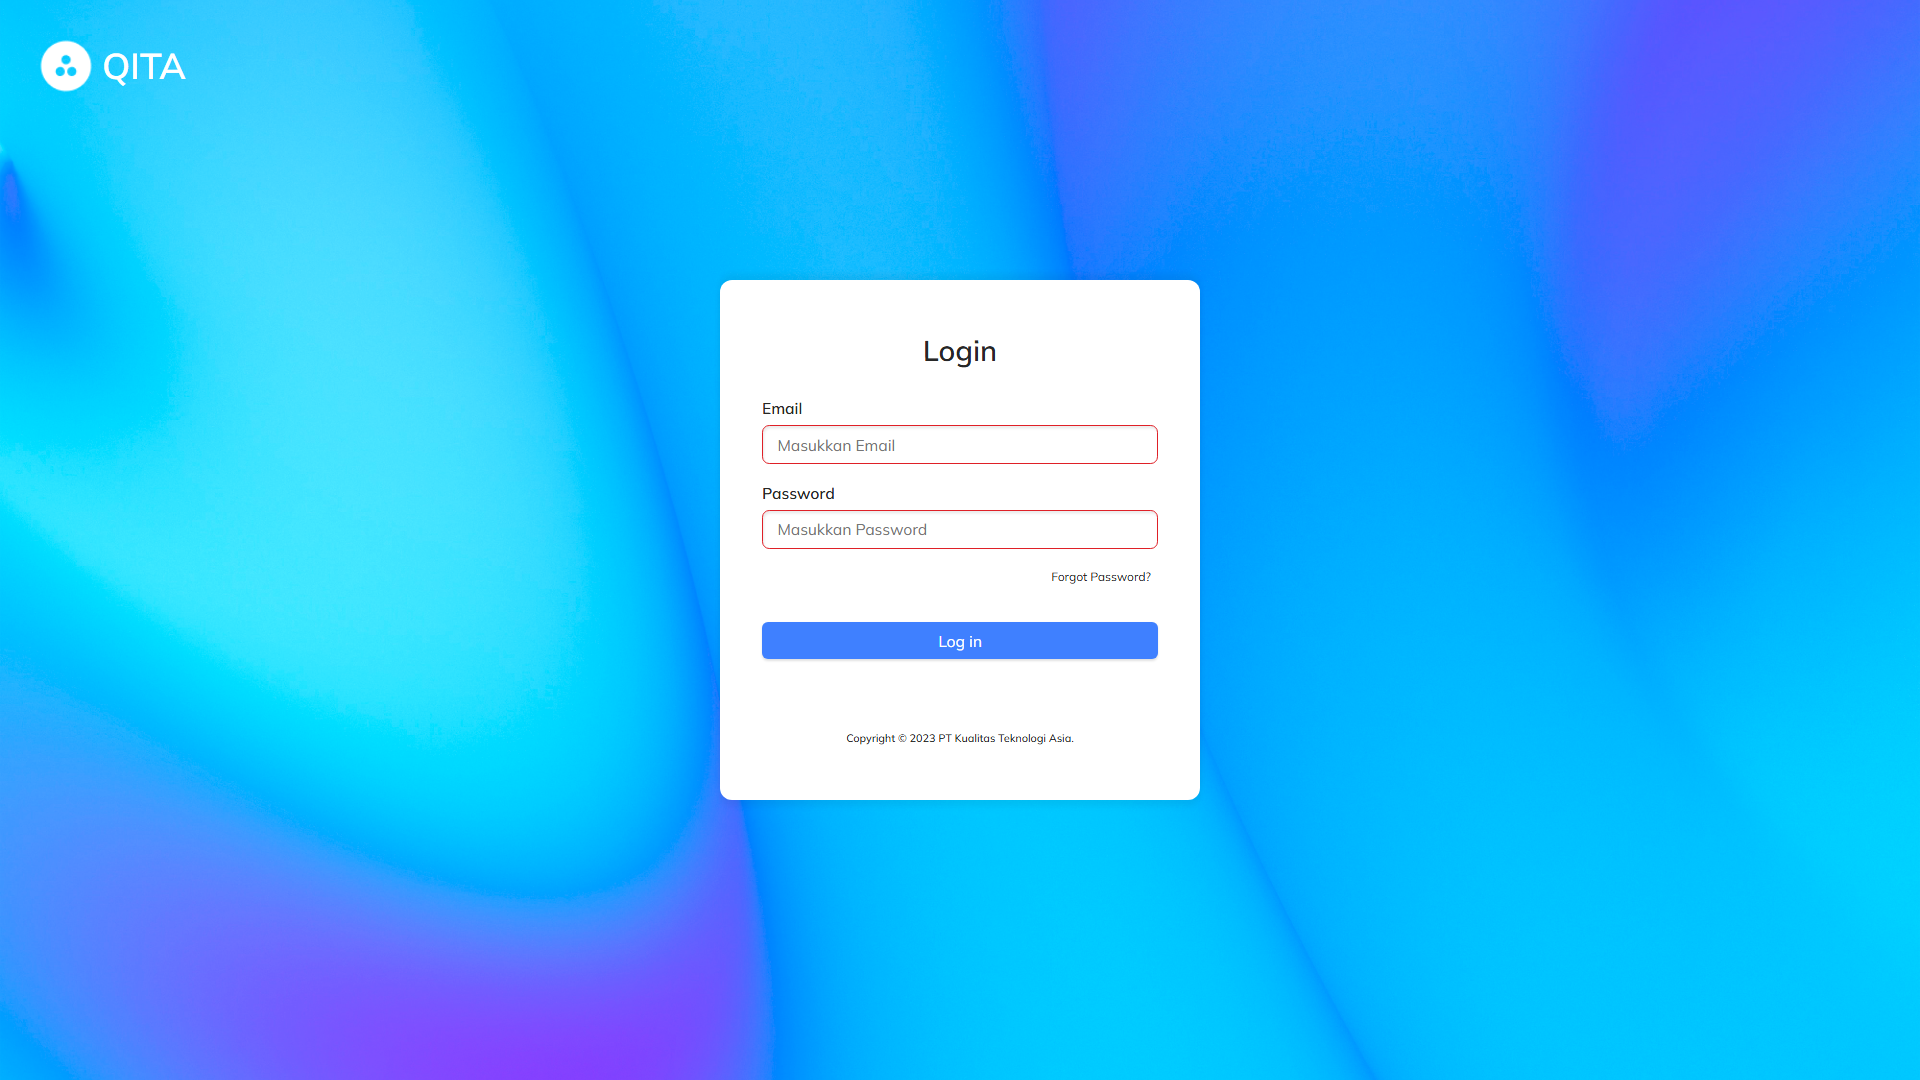 QITA
Login
Email
Masukkan Email
Password
Masukkan Password
Forgot Password?
Log in
Copyright © 2023 PT Kualitas Teknologi Asia.